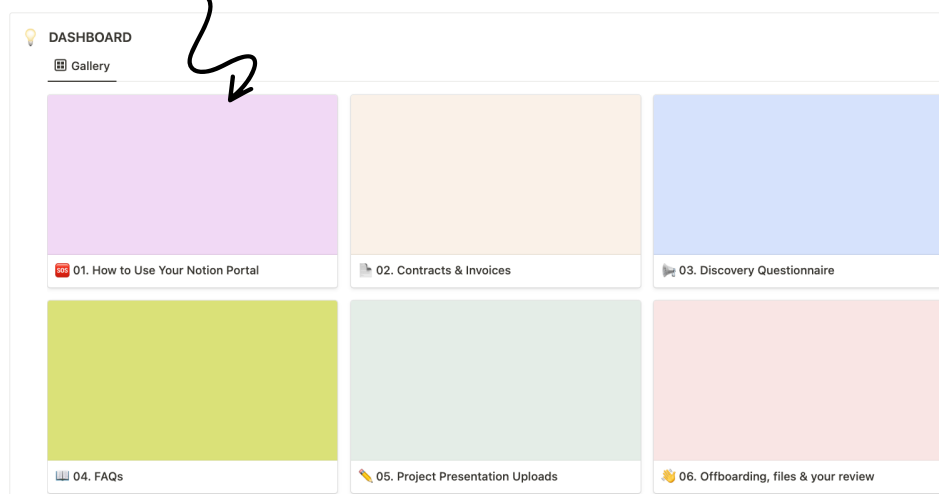 DASHBOARD
Gallery
SOS 01. How to Use Your Notion Portal
02. Contracts & Invoices
03. Discovery Questionnaire
04. FAQs
05. Project Presentation Uploads
06. Offboarding, files & your review